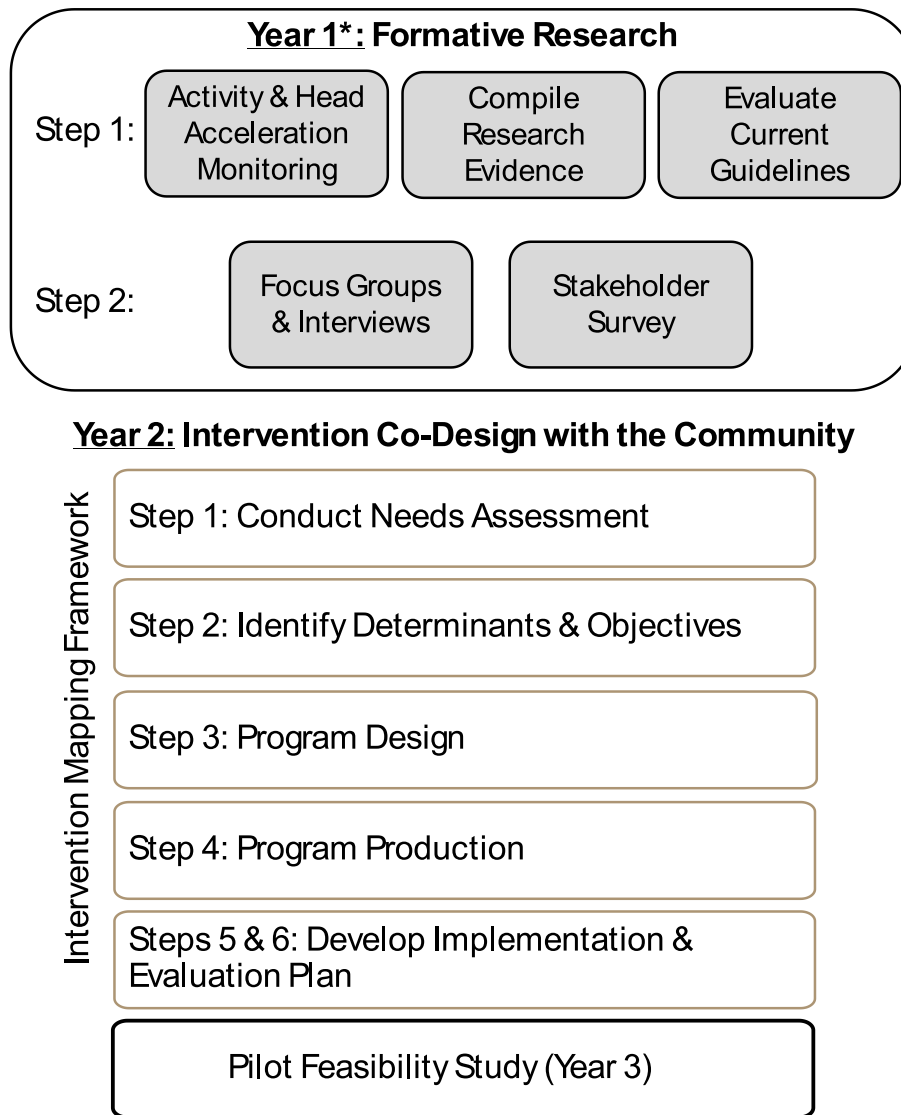 Year 1*: Formative Research
Step 1:
Activity & Head
Acceleration
Monitoring
Compile
Research
Evidence
Evaluate
Current
Guidelines
Step 2:
Focus Groups
& Interviews
Stakeholder
Survey
Year 2: Intervention Co-Design with the Community
Intervention Mapping Framework
Step 1: Conduct Needs Assessment
Step 2: Identify Determinants & Objectives
Step 3: Program Design
Step 4: Program Production
Steps 5 & 6: Develop Implementation &
Evaluation Plan
Pilot Feasibility Study (Year 3)